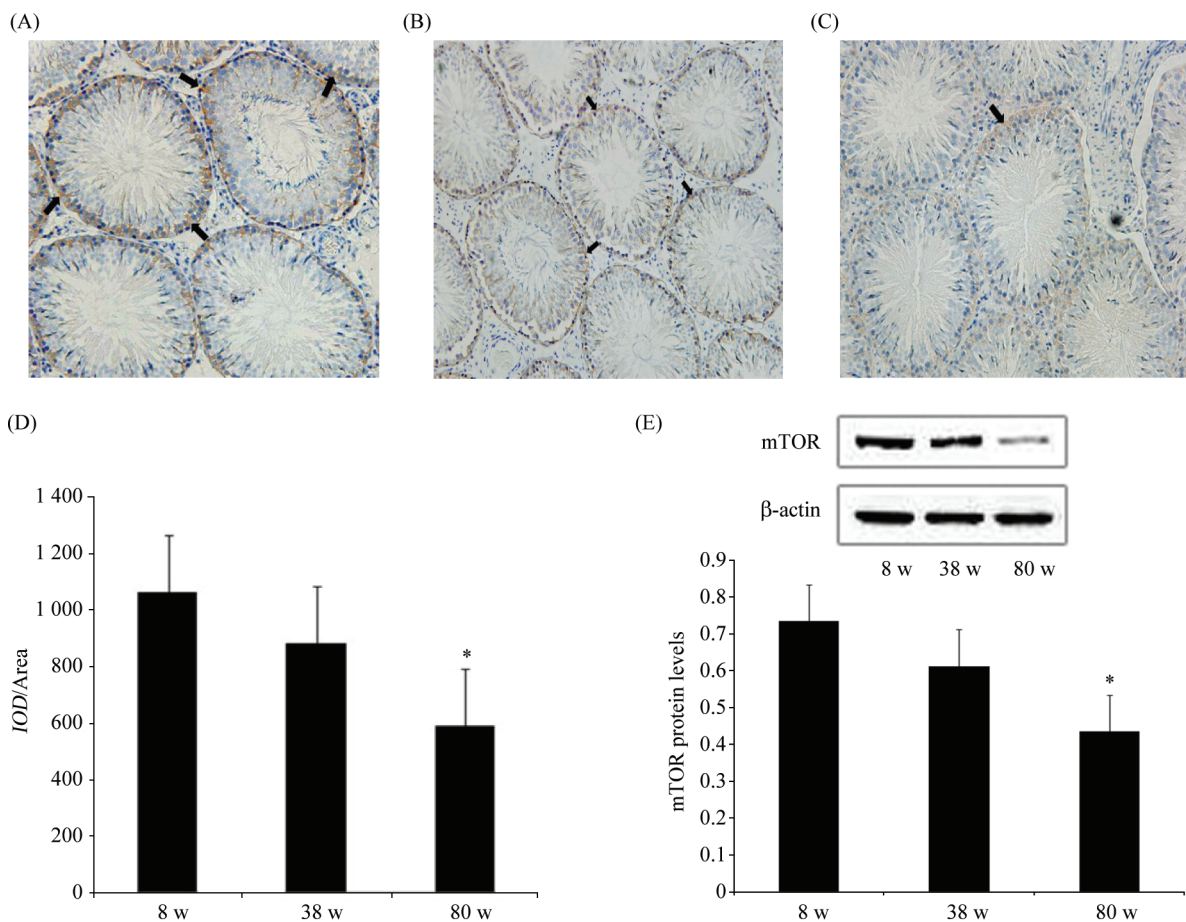 (A)
(B)
(C)
(D)
1 400
1 200
1 000
800
600
400
200
0
IOD/Area
*
8 w
38 w
80 w
(E)
mTOR
β-actin
8 w
38 w
80 w
0.9
0.8
0.7
0.6
0.5
0.4
0.3
0.2
0.1
0
mTOR protein levels
*
8 w
38 w
80 w